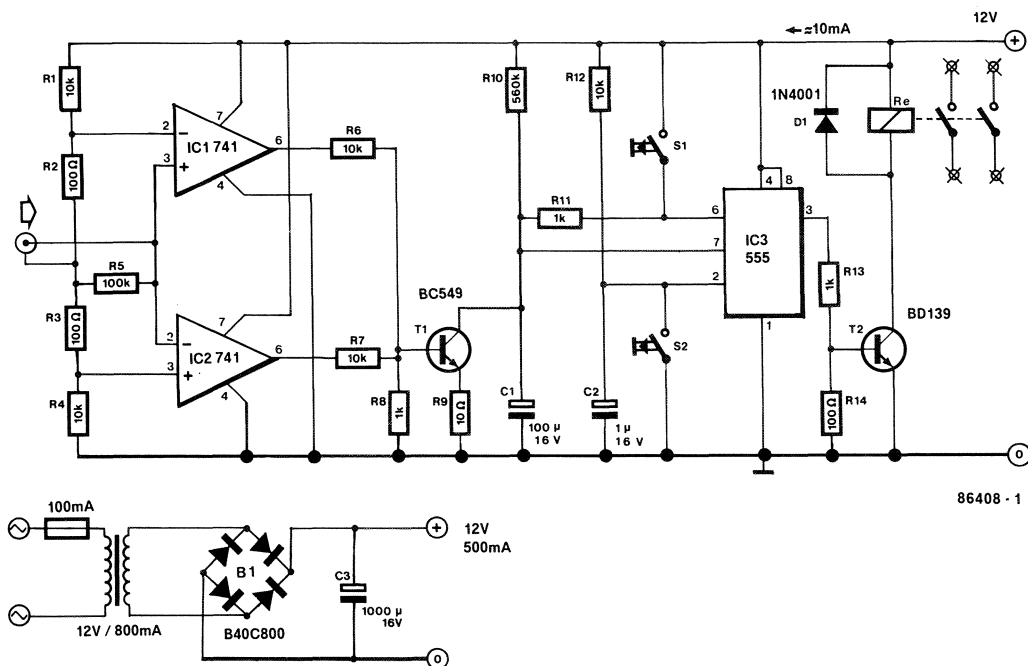 ≈10mA
12V
R1
10k
R10
560k
R12
10k
1N4001
D1
Re
2
7
IC1 741
3
4
6
R6
10k
S1
R2
100Ω
R11
1k
6
4
8
3
7
IC3
555
2
1
R5
100k
R13
1k
R3
100Ω
BC549
BD139
2
7
IC2 741
3
4
6
R7
10k
T1
S2
T2
R4
10k
R8
1k
R9
10Ω
C1
100µ
16V
C2
1µ
16V
R14
100Ω
0
86408 - 1
100mA
12V
500mA
B1
C3
1000µ
16V
12V / 800mA
B40C800
0